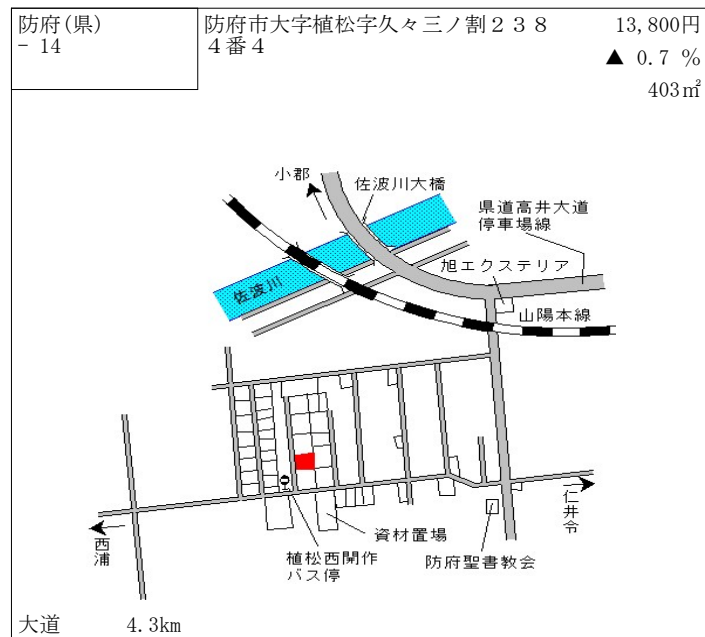 防府(県)
- 14
防府市大字植松字久々三ノ割２３８
４番４
13,800円
▲ 0.7 %
403㎡
小郡
佐波川大橋
県道高井大道
停車場線
旭エクステリア
佐波川
山陽本線
西浦
植松西開作
バス停
資材置場
防府聖書教会
仁井令
大道 4.3km